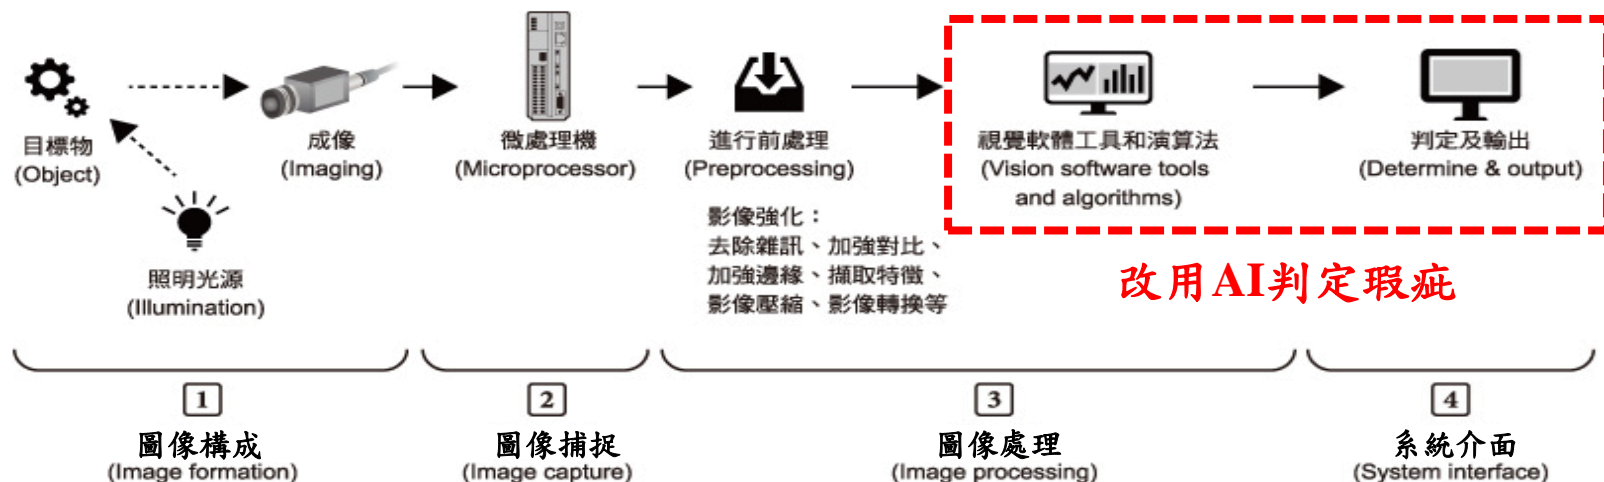 目標物
(Object)
照明光源
(Illumination)
成像
(Imaging)
微處理機
(Microprocessor)
進行前處理
(Preprocessing)
影像強化：
去除雜訊、加強對比、
加強邊緣、擷取特徵、
影像壓縮、影像轉換等
視覺軟體工具和演算法
(Vision software tools
and algorithms)
判定及輸出
(Determine & output)
改用AI判定瑕疵
1
圖像構成
(Image formation)
2
圖像捕捉
(Image capture)
3
圖像處理
(Image processing)
4
系統介面
(System interface)